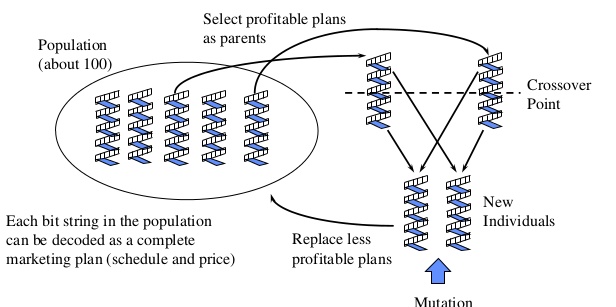 Select profitable plans
as parents
Population
(about 100)
Crossover
Point
Each bit string in the population
can be decoded as a complete
marketing plan (schedule and price)
Replace less
profitable plans
New
Individuals
Mutation